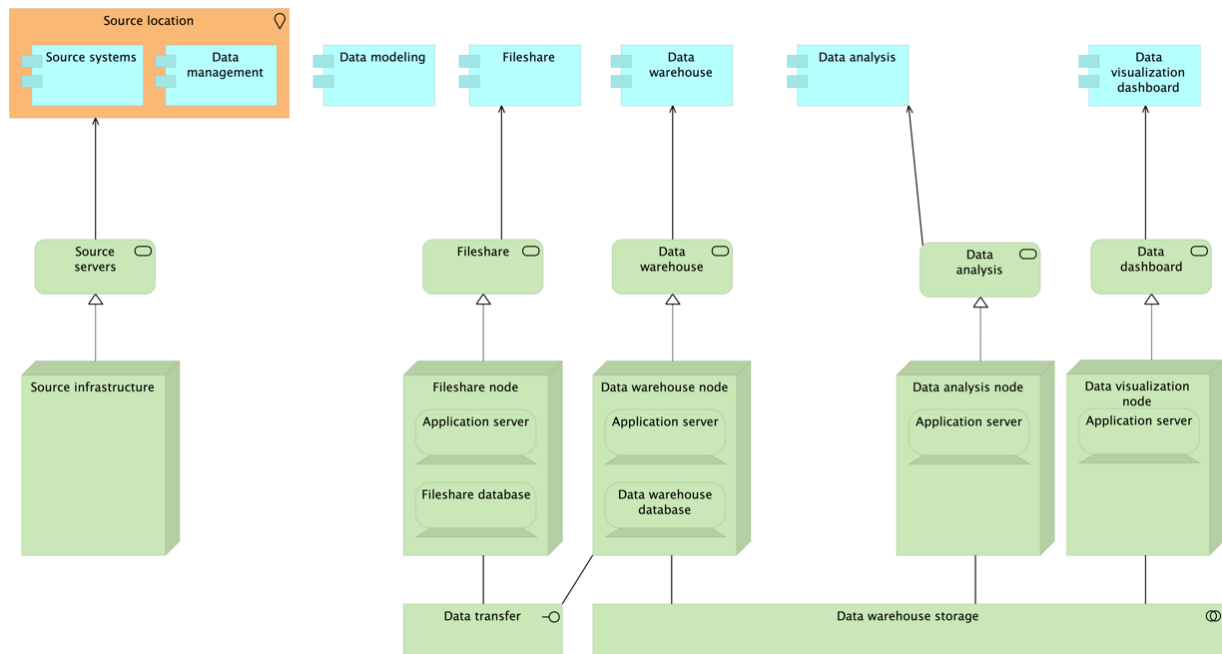 Source location
Source systems
Data
management
Data modeling
Fileshare
Data
warehouse
Data analysis
Data
visualization
dashboard
Source
servers
Fileshare
Data
warehouse
Data
analysis
Data
dashboard
Source infrastructure
Fileshare node
Application server
Fileshare database
Data warehouse node
Application server
Data warehouse
database
Data analysis node
Application server
Data visualization
node
Application server
Data transfer
Data warehouse storage